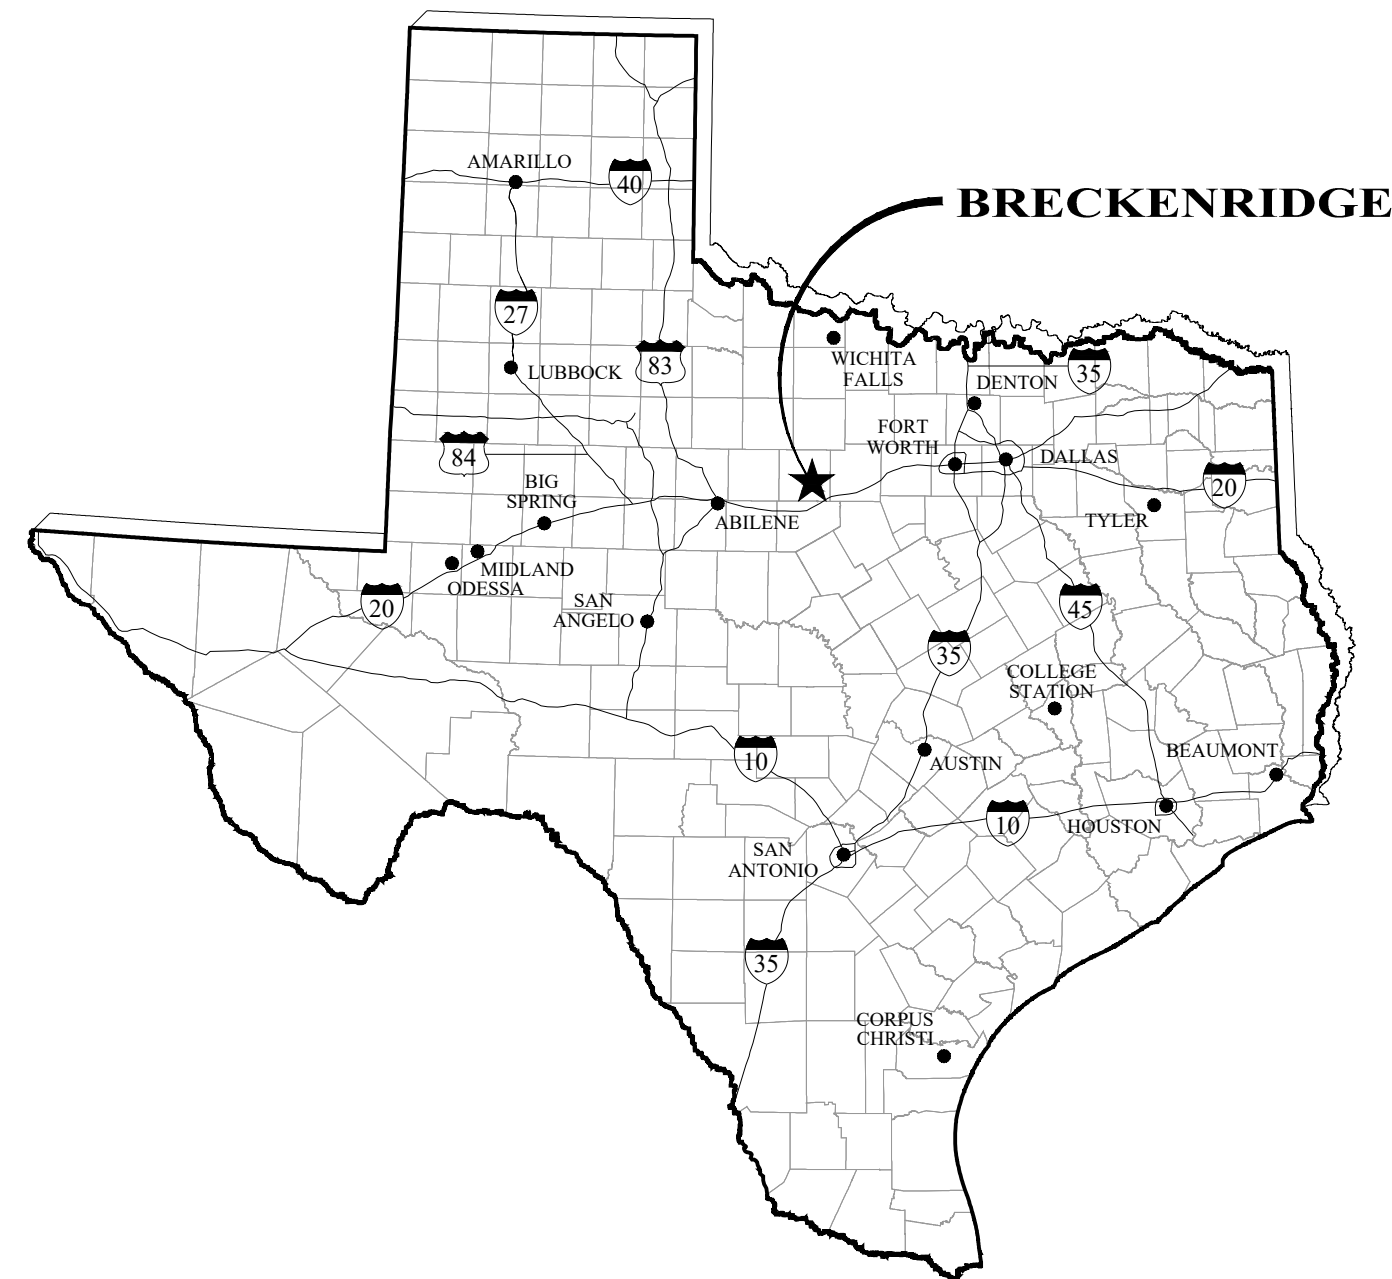 AMARILLO
40
BRECKENRIDGE
27
LUBBOCK
83
WICHITA
FALLS
35
DENTON
FORT
WORTH
DALLAS
84
BIG
SPRING
20
TYLER
ABILENE
MIDLAND
ODESSA
20
SAN
ANGELO
45
35
COLLEGE
STATION
BEAUMONT
10
AUSTIN
10
HOUSTON
SAN
ANTONIO
35
CORPUS
CHRISTI